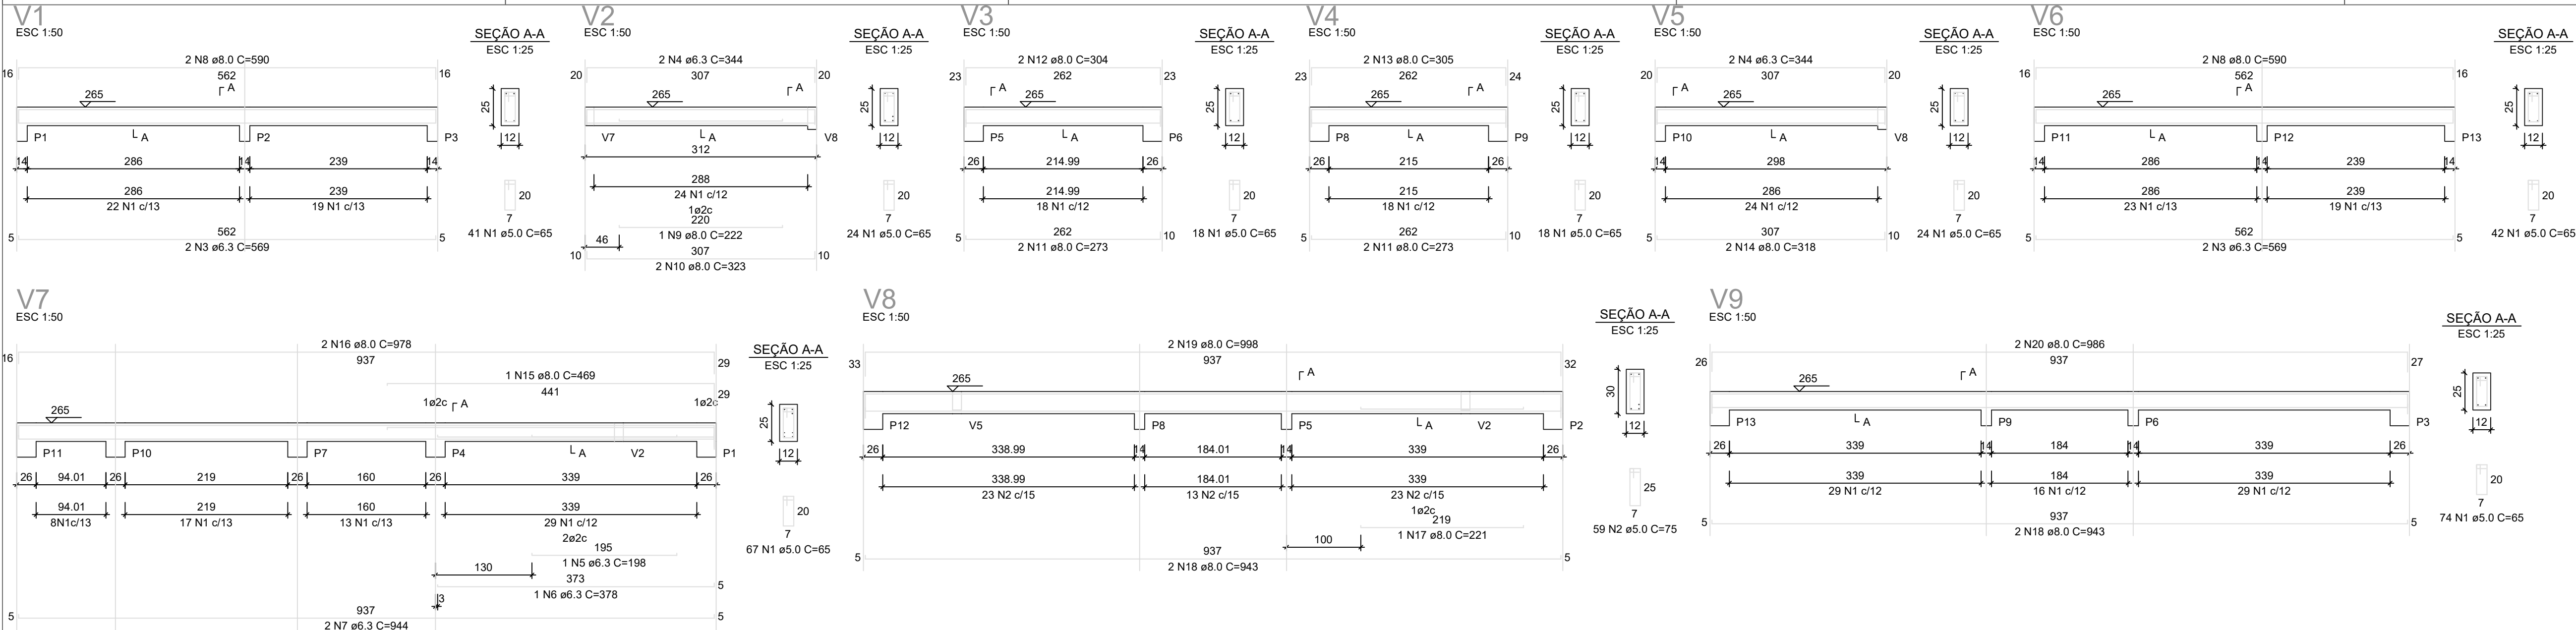 V1
ESC 1:50
2 N8 ø8.0 C=590
16
562
16
A
265
P1
A
P2
P3
14
286
14
239
14
286
22 N1 c/13
239
19 N1 c/13
5
562
5
2 N3 ø6.3 C=569
SEÇÃO A-A
ESC 1:25
25
12
20
7
41 N1 ø5.0 C=65
V2
ESC 1:50
2 N4 ø6.3 C=344
20
307
20
A
265
V7
A
V8
312
288
24 N1 c/12
1ø2c
220
1 N9 ø8.0 C=222
46
10
307
10
2 N10 ø8.0 C=323
SEÇÃO A-A
ESC 1:25
25
12
20
7
24 N1 ø5.0 C=65
V3
ESC 1:50
2 N12 ø8.0 C=304
23
262
23
A
265
P5
A
P6
26
214.99
26
214.99
18 N1 c/12
5
262
10
2 N11 ø8.0 C=273
SEÇÃO A-A
ESC 1:25
25
12
20
7
18 N1 ø5.0 C=65
V4
ESC 1:50
2 N13 ø8.0 C=305
23
262
24
A
265
P8
A
P9
26
215
26
215
18 N1 c/12
5
262
10
2 N11 ø8.0 C=273
SEÇÃO A-A
ESC 1:25
25
12
20
7
18 N1 ø5.0 C=65
V5
ESC 1:50
2 N4 ø6.3 C=344
20
307
20
A
265
P10
A
V8
14
298
286
24 N1 c/12
5
307
10
2 N14 ø8.0 C=318
SEÇÃO A-A
ESC 1:25
25
12
20
7
24 N1 ø5.0 C=65
V6
ESC 1:50
2 N8 ø8.0 C=590
16
562
16
A
265
P11
A
P12
P13
14
286
14
239
14
286
23 N1 c/13
239
19 N1 c/13
5
562
5
2 N3 ø6.3 C=569
SEÇÃO A-A
ESC 1:25
25
12
20
7
42 N1 ø5.0 C=65
V7
ESC 1:50
2 N16 ø8.0 C=978
16
937
29
1 N15 ø8.0 C=469
441
29
1ø2c
A
1ø2c
265
P11
P10
P7
P4
A
V2
P1
26
94.01
26
219
26
160
26
339
26
94.01
8N1c/13
219
17 N1 c/13
160
13 N1 c/13
339
29 N1 c/12
2ø2c
195
1 N5 ø6.3 C=198
130
373
5
1 N6 ø6.3 C=378
3
5
937
5
2 N7 ø6.3 C=944
SEÇÃO A-A
ESC 1:25
25
12
20
7
67 N1 ø5.0 C=65
V8
ESC 1:50
2 N19 ø8.0 C=998
33
937
32
A
265
P12
V5
P8
P5
A
V2
P2
26
338.99
14
184.01
14
339
26
338.99
23 N2 c/15
184.01
13 N2 c/15
339
23 N2 c/15
1ø2c
219
1 N17 ø8.0 C=221
100
5
937
5
2 N18 ø8.0 C=943
SEÇÃO A-A
ESC 1:25
30
12
25
7
59 N2 ø5.0 C=75
V9
ESC 1:50
2 N20 ø8.0 C=986
26
937
27
A
265
P13
A
P9
P6
P3
26
339
14
184
14
339
26
339
29 N1 c/12
184
16 N1 c/12
339
29 N1 c/12
5
937
5
2 N18 ø8.0 C=943
SEÇÃO A-A
ESC 1:25
25
12
20
7
74 N1 ø5.0 C=65